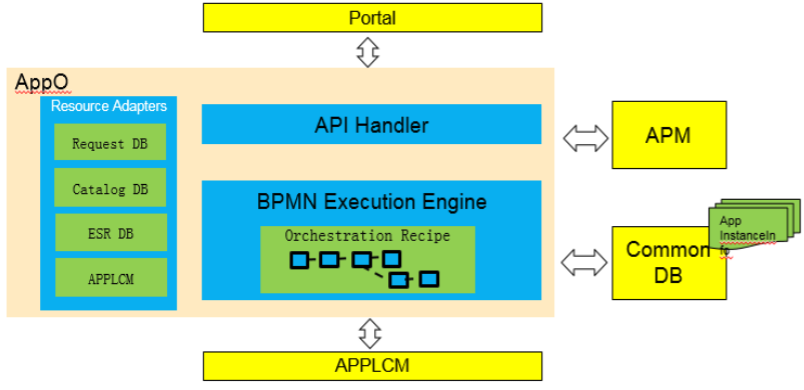 Portal
AppO
Resource Adapters
Request DB
Catalog DB
ESR DB
APPLCM
API Handler
BPMN Execution Engine
Orchestration Recipe
APM
Common
DB
App
InstanceIn
fo
APPLCM